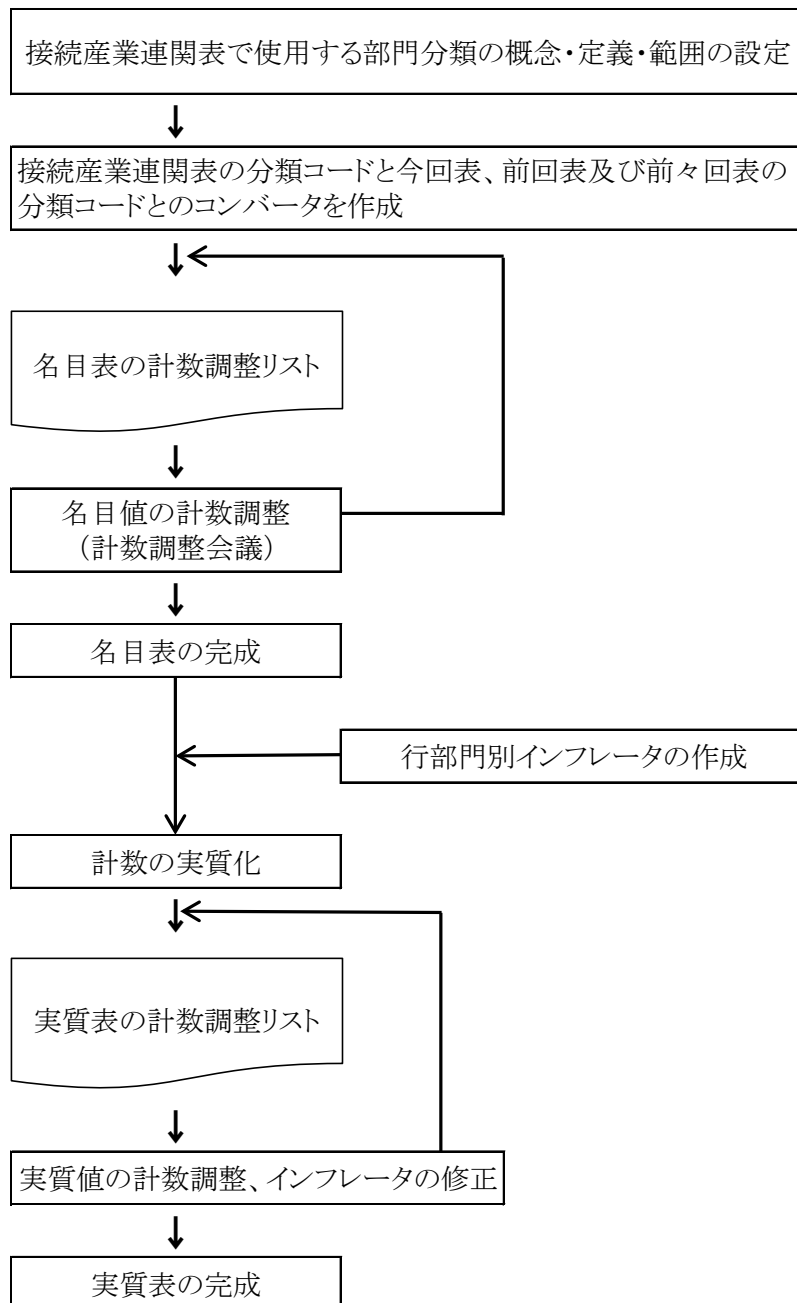 接続産業連関表で使用する部門分類の概念・定義・範囲の設定
接続産業連関表の分類コードと今回表、前回表及び前々回表の
分類コードとのコンバータを作成
名目表の計数調整リスト
名目値の計数調整
（計数調整会議）
名目表の完成
行部門別インフレータの作成
計数の実質化
実質表の計数調整リスト
実質値の計数調整、インフレータの修正
実質表の完成